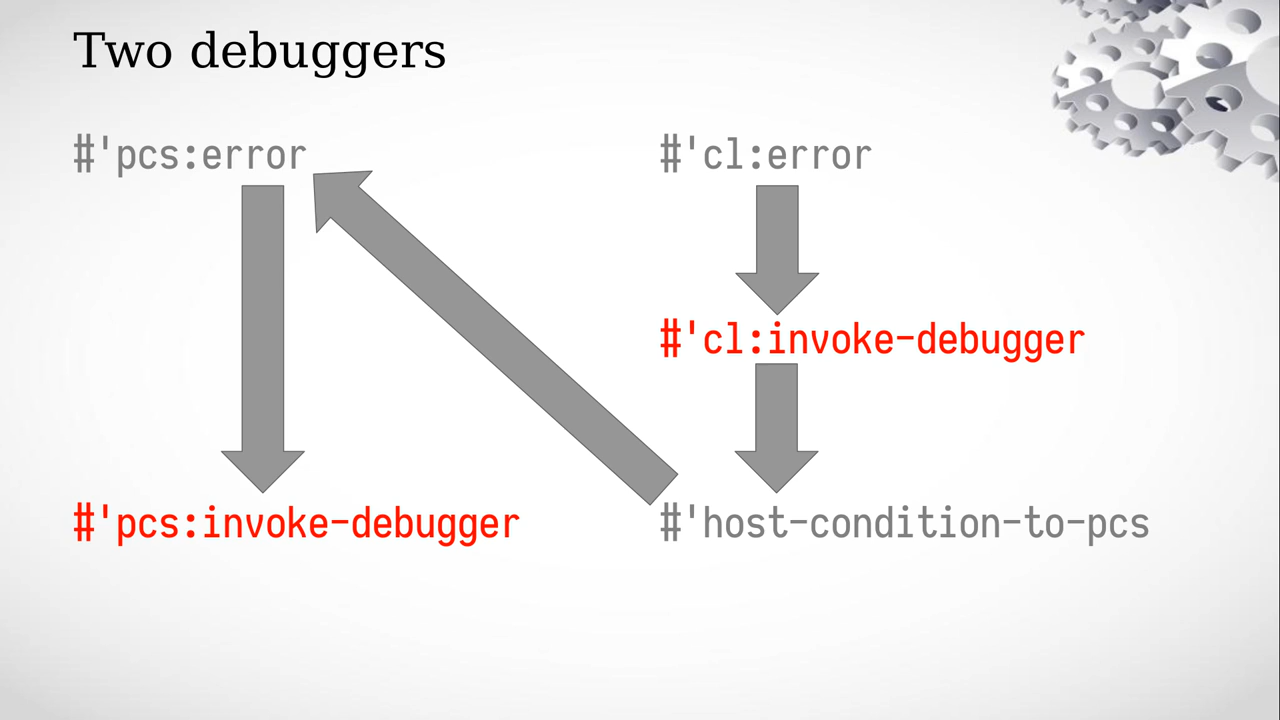 Two debuggers
#'pcs:error
#'cl:error
#'cl:invoke-debugger
#'pcs:invoke-debugger
#'host-condition-to-pcs